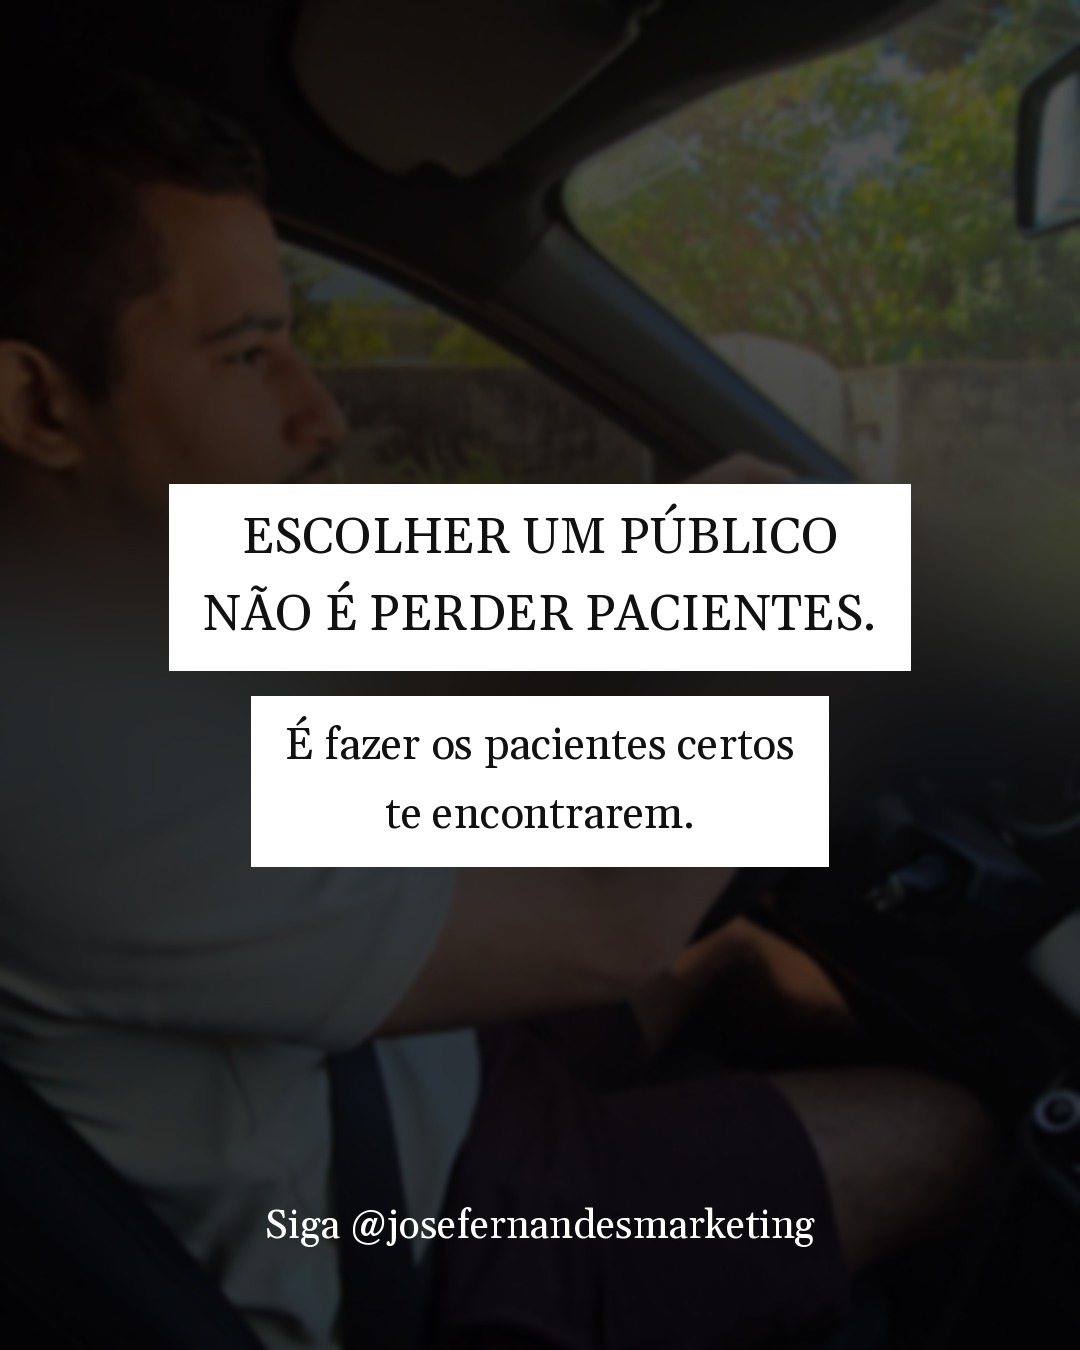 ESCOLHER UM PÚBLICO
NÃO É PERDER PACIENTES.
É fazer os pacientes certos
te encontrarem.
Siga @josefernandesmarketing